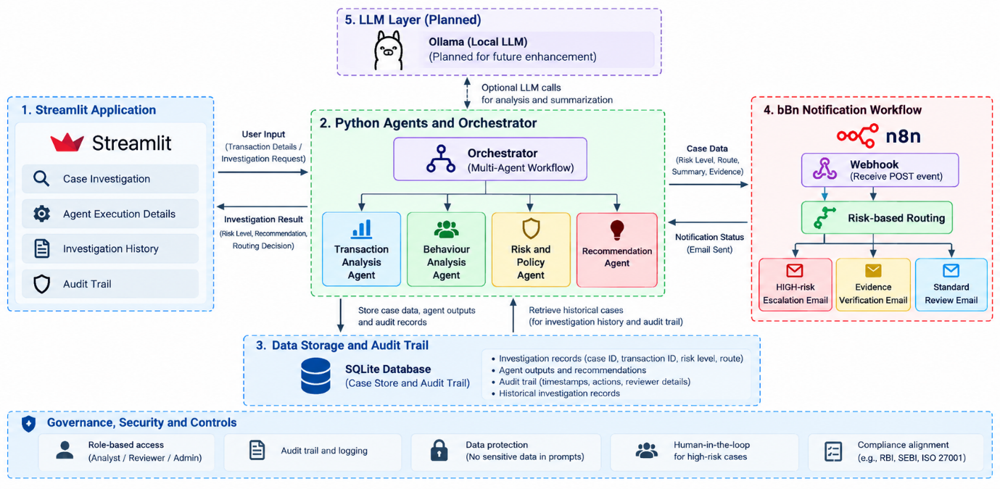 5. LLM Layer (Planned)
Ollama (Local LLM)
(Planned for future enhancement)
Optional LLM calls
for analysis and summarization
1. Streamlit Application
Streamlit
Case Investigation
Agent Execution Details
Investigation History
Audit Trail
User Input
(Transaction Details /
Investigation Request)
Investigation Result
(Risk Level, Recommendation,
Routing Decision)
2. Python Agents and Orchestrator
Orchestrator
(Multi-Agent Workflow)
Transaction
Analysis
Agent
Behaviour
Analysis
Agent
Risk and
Policy
Agent
Recommendation
Agent
Case Data
(Risk Level, Route,
Summary, Evidence)
Notification Status
(Email Sent)
4. bBn Notification Workflow
n8n
Webhook
(Receive POST event)
Risk-based Routing
HIGH-risk
Escalation Email
Evidence
Verification Email
Standard
Review Email
Store case data, agent outputs
and audit records
Retrieve historical cases
(for investigation history and audit trail)
3. Data Storage and Audit Trail
SQLite Database
(Case Store and Audit Trail)
• Investigation records (case ID, transaction ID, risk level, route)
• Agent outputs and recommendations
• Audit trail (timestamps, actions, reviewer details)
• Historical investigation records
Governance, Security and Controls
Role-based access
(Analyst / Reviewer / Admin)
Audit trail and logging
Data protection
(No sensitive data in prompts)
Human-in-the-loop
for high-risk cases
Compliance alignment
(e.g., RBI, SEBI, ISO 27001)